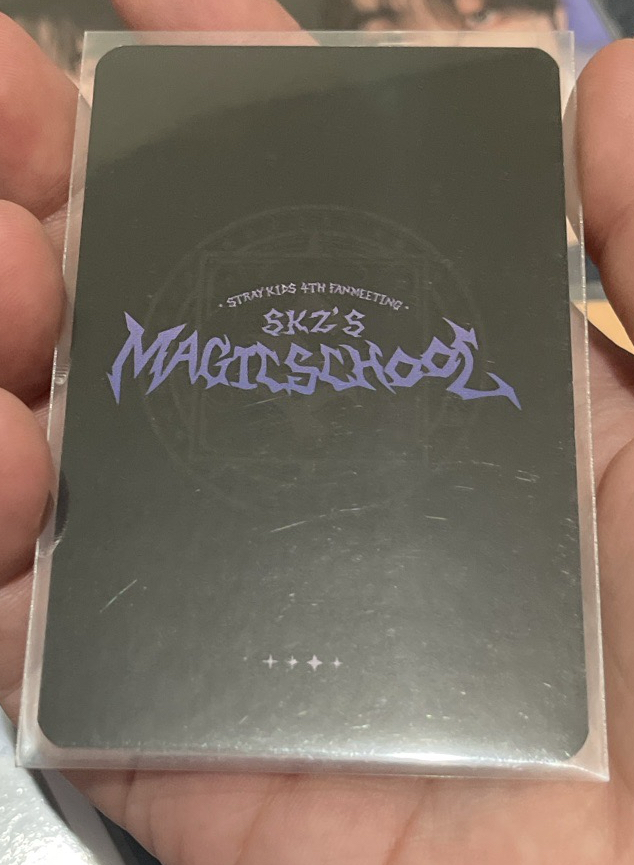 · STRAY KIDS 4TH FANMEETING ·
SKZ'S
MAGIC SCHOOL